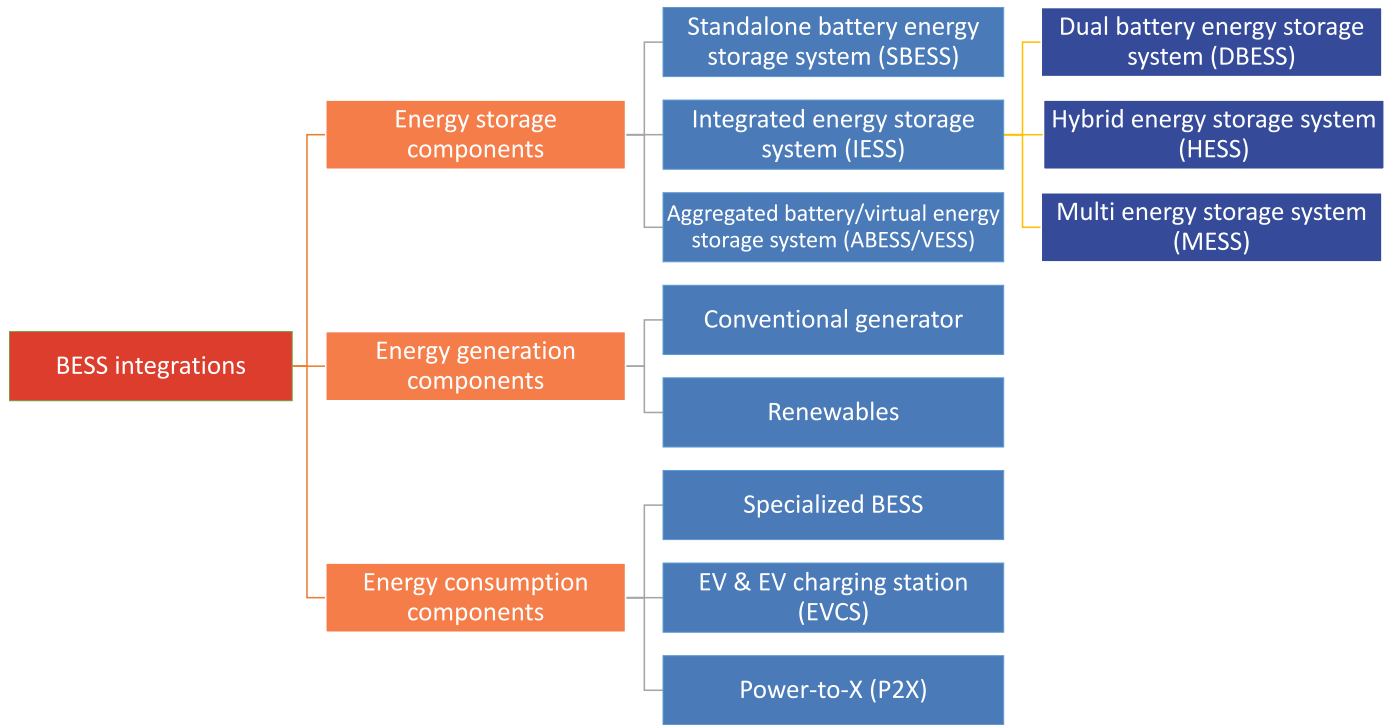 BESS integrations
Energy storage
components
Standalone battery energy
storage system (SBESS)
Integrated energy storage
system (IESS)
Dual battery energy storage
system (DBESS)
Hybrid energy storage system
(HESS)
Multi energy storage system
(MESS)
Aggregated battery/virtual energy
storage system (ABESS/VESS)
Energy generation
components
Conventional generator
Renewables
Energy consumption
components
Specialized BESS
EV & EV charging station
(EVCS)
Power-to-X (P2X)